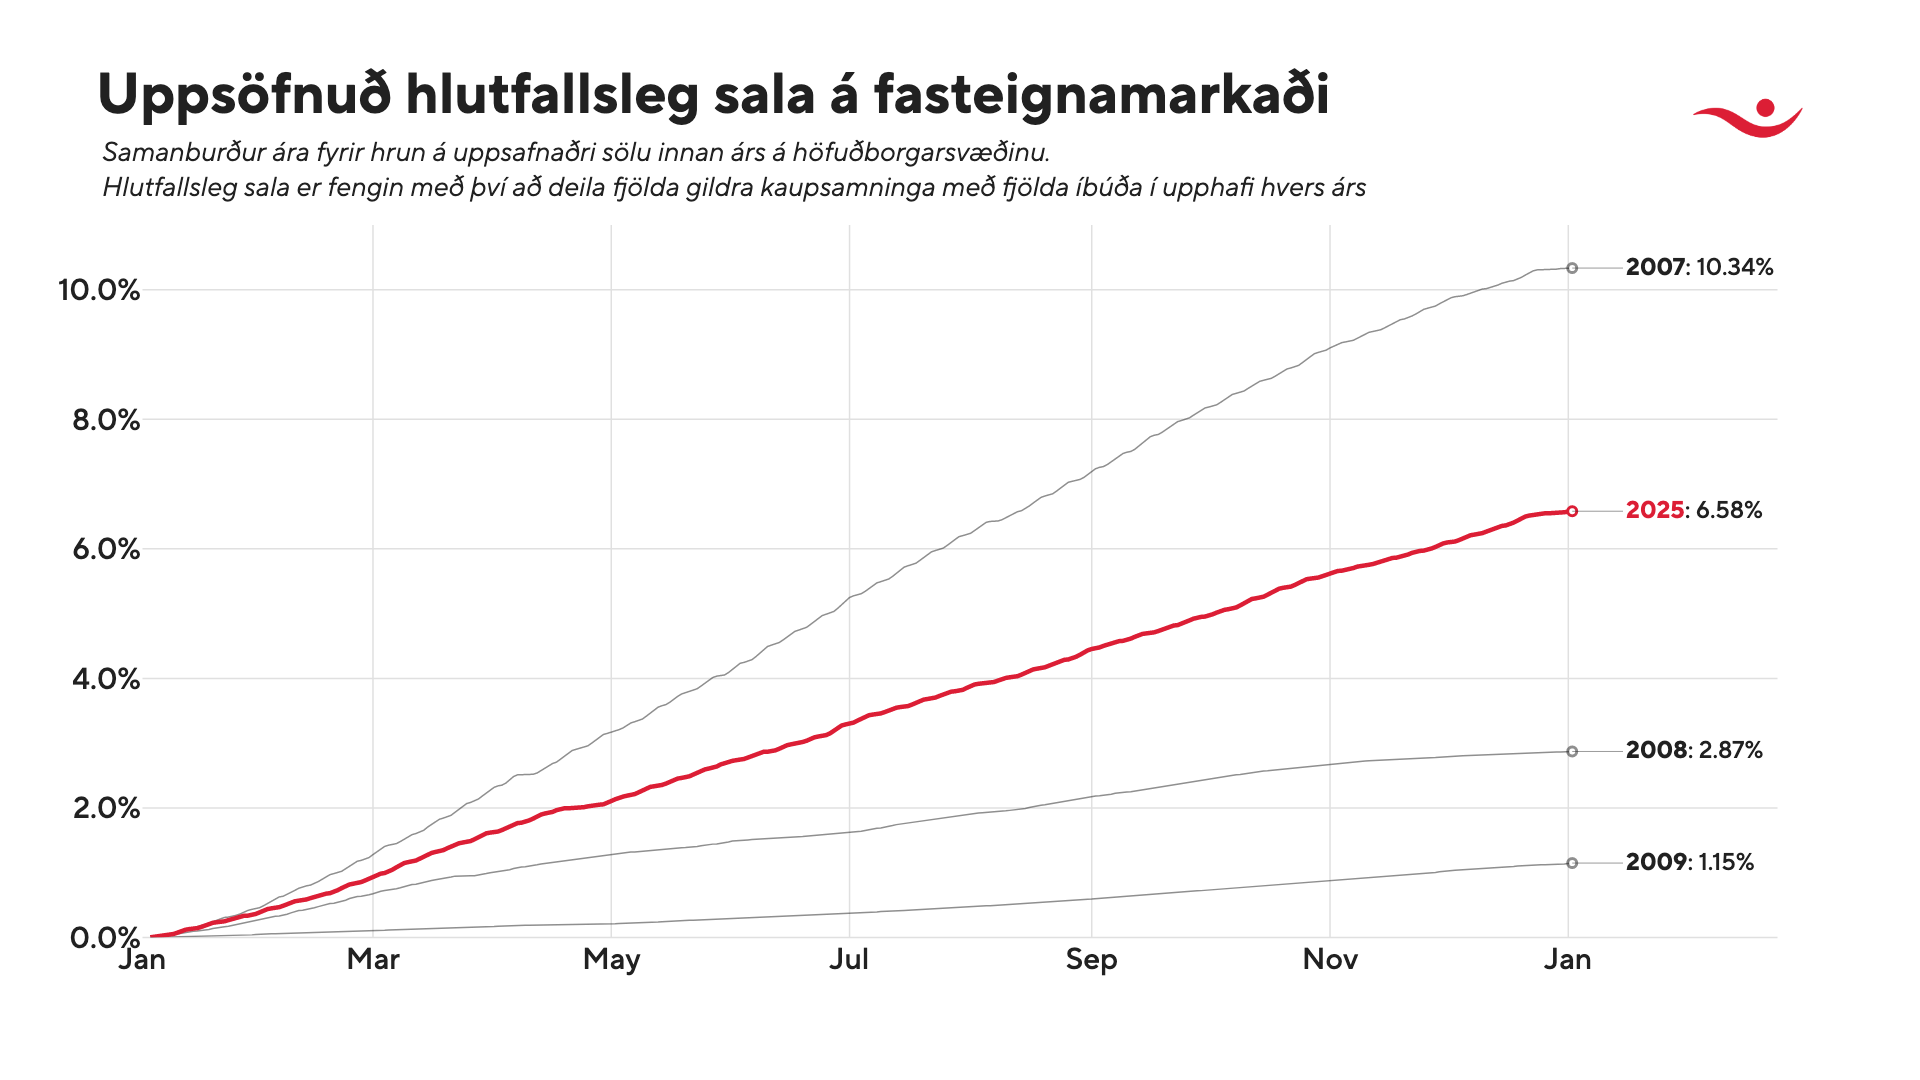 Uppsöfnuð hlutfallsleg sala á fasteignamarkaði
Samanburður ára fyrir hrun á uppsafnaðri sölu innan árs á höfuðborgarsvæðinu.
Hlutfallsleg sala er fengin með því að deila fjölda gildra kaupsamninga með fjölda íbúða í upphafi hvers árs
2007: 10.34%
10.0%
8.0%
2025: 6.58%
6.0%
4.0%
2008: 2.87%
2.0%
2009: 1.15%
0.0%
Jan Mar May Jul Sep Nov Jan